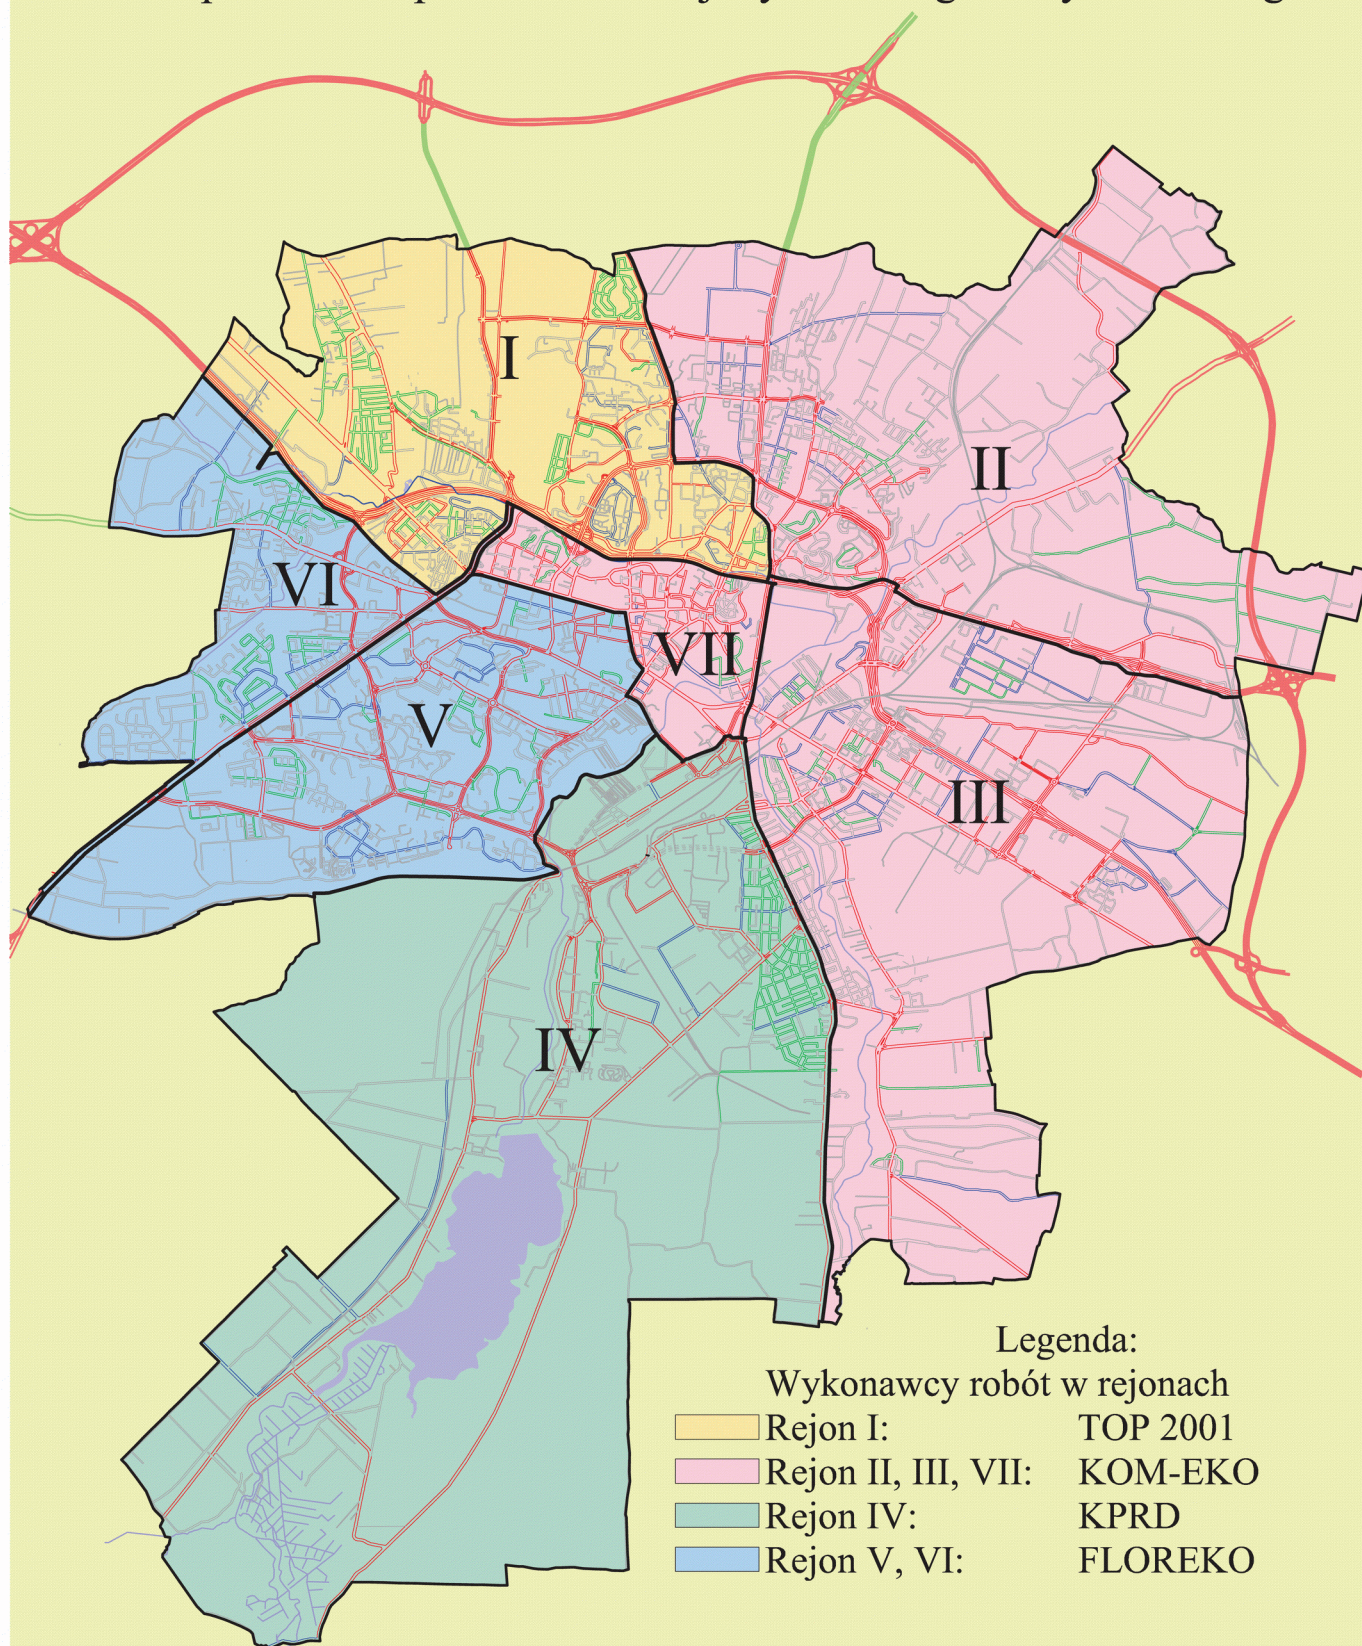 I
II
VI
VII
V
III
IV
Legenda:
Wykonawcy robót w rejonach
Rejon I: TOP 2001
Rejon II, III, VII: KOM-EKO
Rejon IV: KPRD
Rejon V, VI: FLOREKO